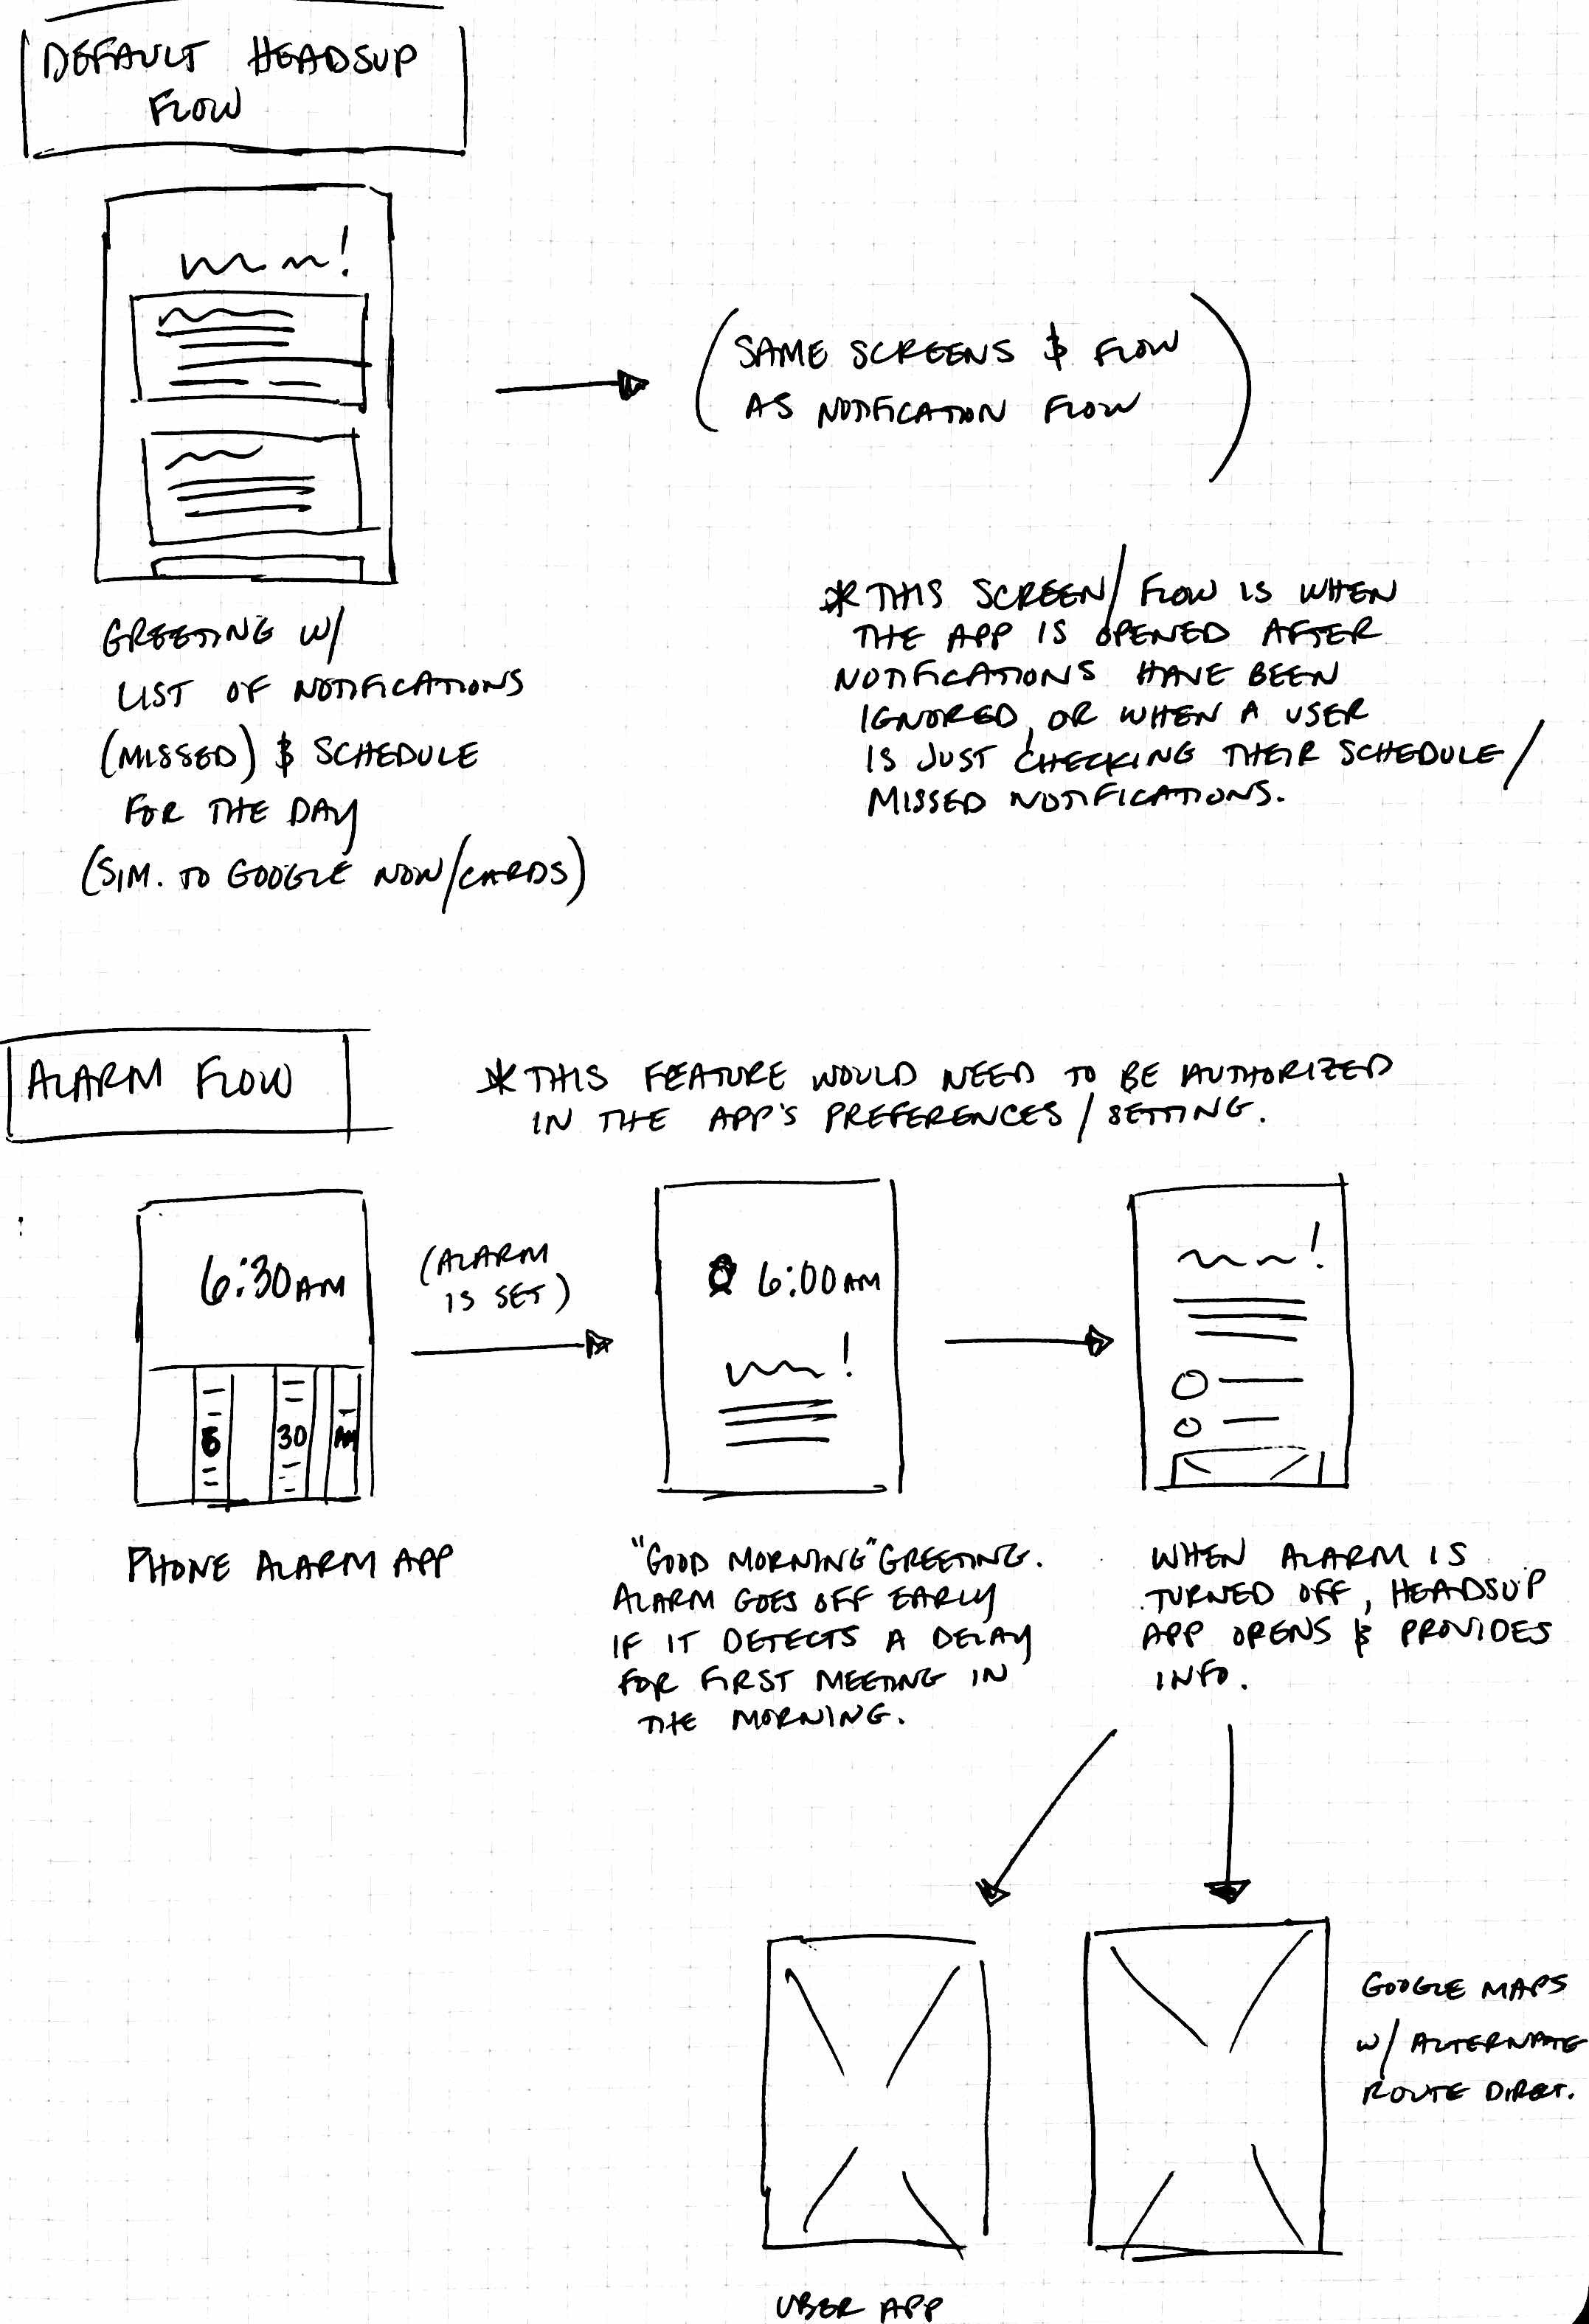 DEFAULT HEADSUP
FLOW
(SAME SCREENS & FLOW
AS NOTIFICATION FLOW)
GREETING W/
LIST OF NOTIFICATIONS
(MISSED) & SCHEDULE
FOR THE DAY
(SIM. TO GOOGLE NOW/CARDS)
* THIS SCREEN/FLOW IS WHEN
THE APP IS OPENED AFTER
NOTIFICATIONS HAVE BEEN
IGNORED, OR WHEN A USER
IS JUST CHECKING THEIR SCHEDULE/
MISSED NOTIFICATIONS.
ALARM FLOW
* THIS FEATURE WOULD NEED TO BE AUTHORIZED
IN THE APP'S PREFERENCES/SETTING.
6:30AM
6 30 AM
(ALARM
IS SET)
6:00AM
PHONE ALARM APP
"GOOD MORNING" GREETING.
ALARM GOES OFF EARLY
IF IT DETECTS A DELAY
FOR FIRST MEETING IN
THE MORNING.
WHEN ALARM IS
TURNED OFF, HEADSUP
APP OPENS & PROVIDES
INFO.
UBER APP
GOOGLE MAPS
W/ ALTERNATE
ROUTE DIRECT.